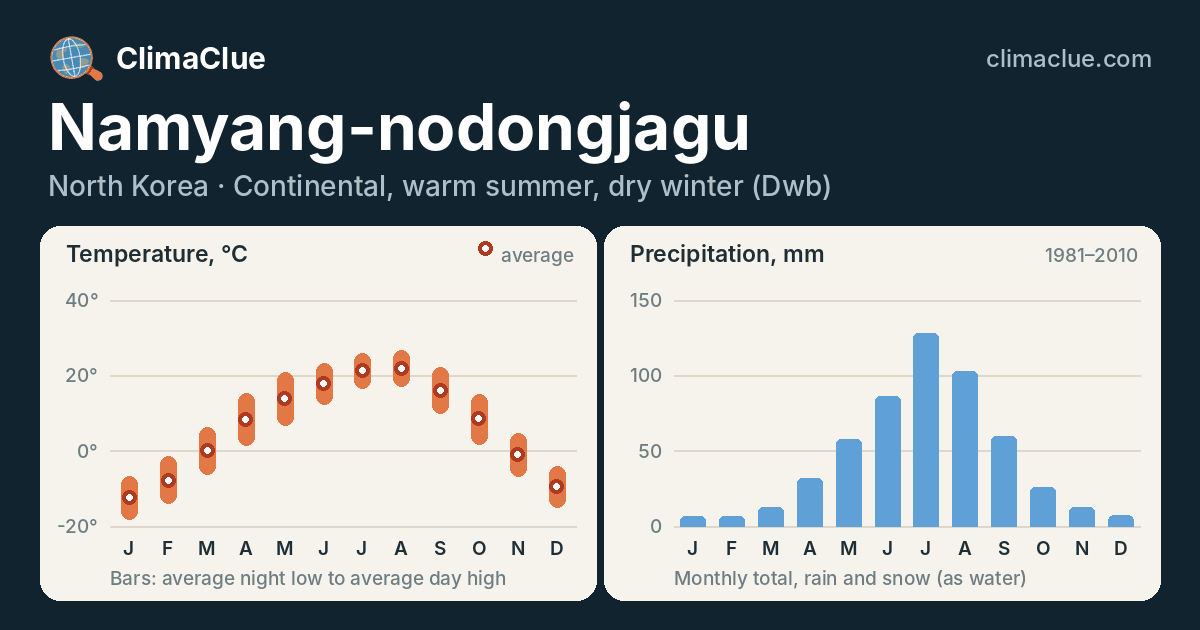 ClimaClue
climaclue.com
Namyang-nodongjagu
North Korea · Continental, warm summer, dry winter (Dwb)
Temperature, °C
average
40°
20°
0°
-20°
J F M A M J J A S O N D
Bars: average night low to average day high
Precipitation, mm
1981–2010
150
100
50
0
J F M A M J J A S O N D
Monthly total, rain and snow (as water)